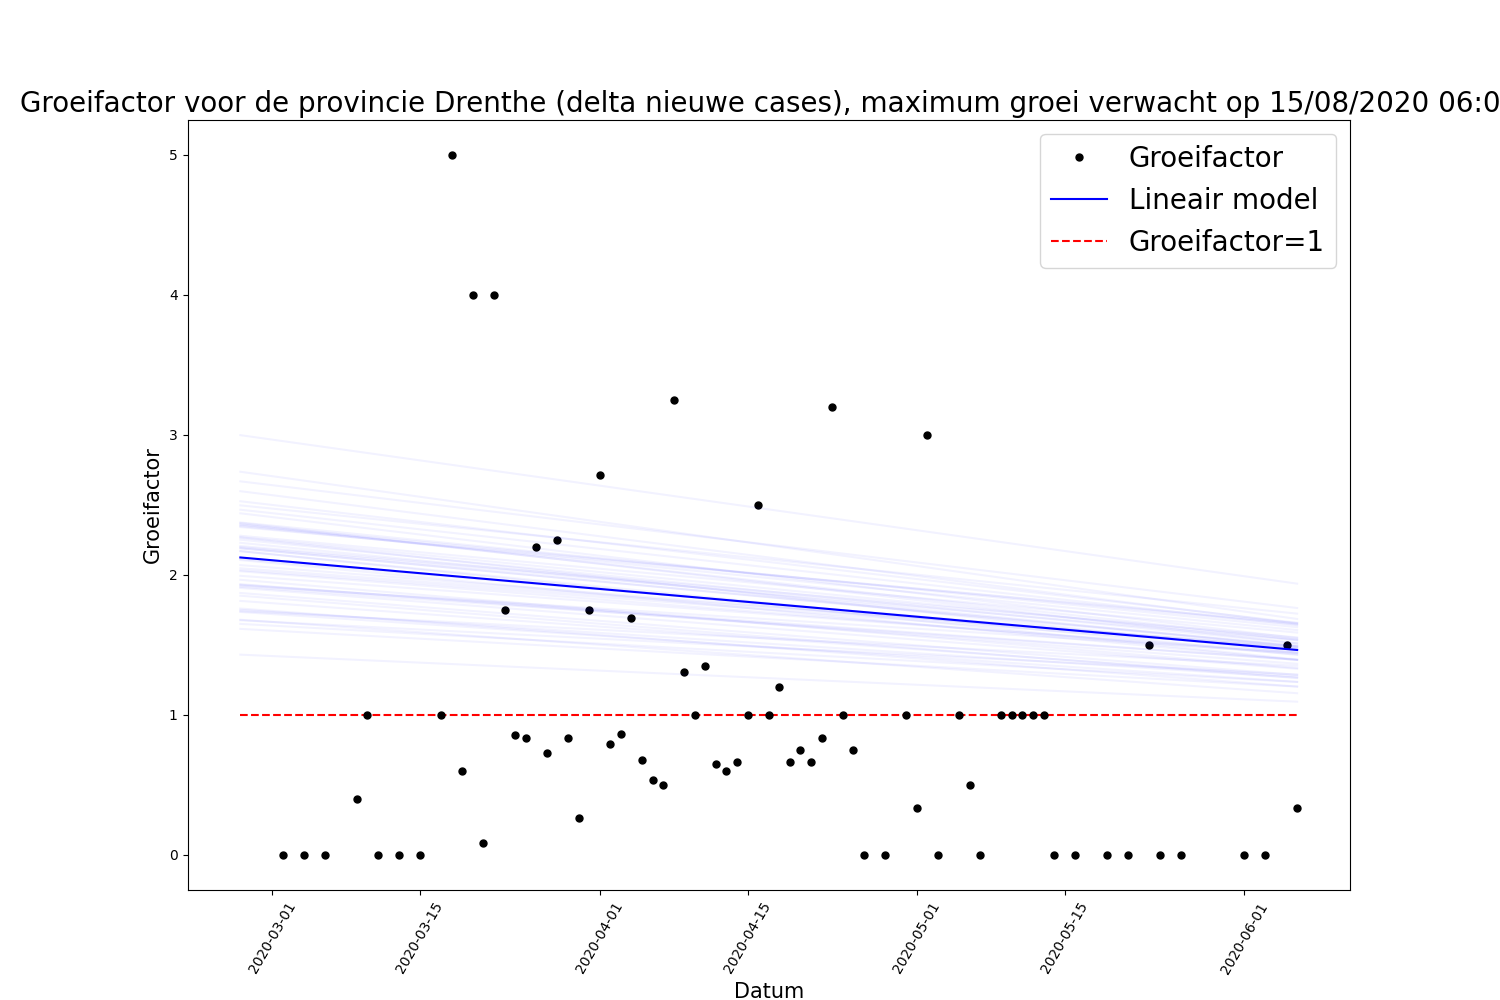 Groeifactor voor de provincie Drenthe (delta nieuwe cases), maximum groei verwacht op 15/08/2020 06:0
Groeifactor
Lineair model
Groeifactor=1
5
4
3
2
1
0
Groeifactor
2020-03-01
2020-03-15
2020-04-01
2020-04-15
2020-05-01
2020-05-15
2020-06-01
Datum